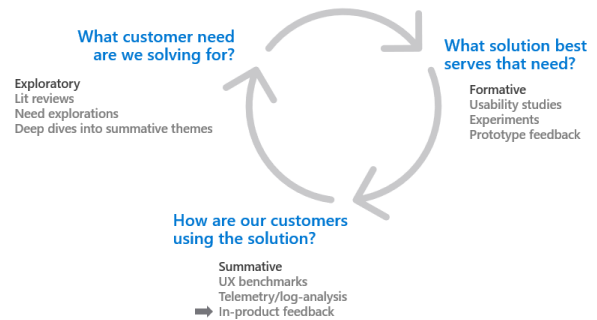 What customer need
are we solving for?
Exploratory
Lit reviews
Need explorations
Deep dives into summative themes
What solution best
serves that need?
Formative
Usability studies
Experiments
Prototype feedback
How are our customers
using the solution?
Summative
UX benchmarks
Telemetry/log-analysis
In-product feedback